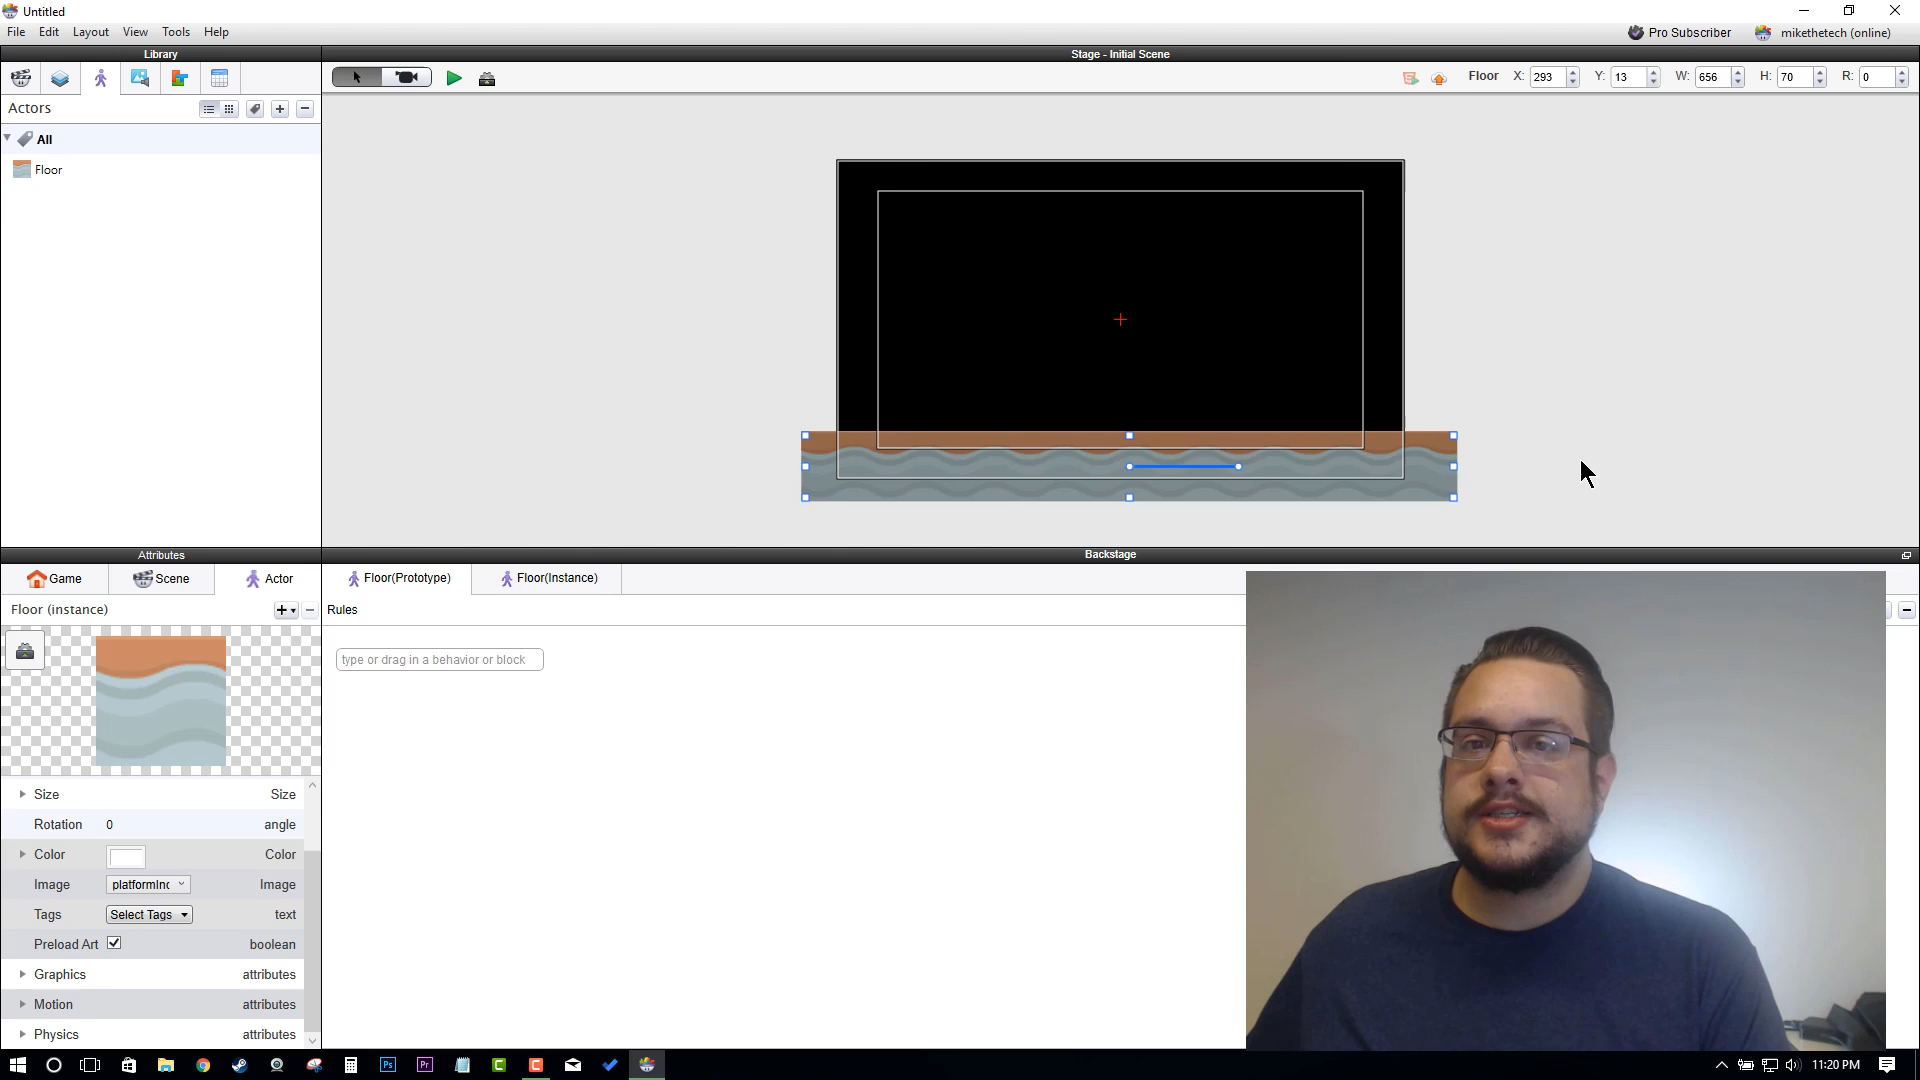 Untitled
File Edit Layout View Tools Help
Pro Subscriber mikethetech (online)
Library
Stage - Initial Scene
Floor X: 293 Y: 13 W: 656 H: 70 R: 0
Actors
All
Floor
Attributes
Backstage
Game Scene Actor
Floor(Prototype) Floor(Instance)
Floor (instance)
Rules
type or drag in a behavior or block
Size Size
Rotation 0 angle
Color Color
Image platformInc Image
Tags Select Tags text
Preload Art boolean
Graphics attributes
Motion attributes
Physics attributes
Ps Pr C C
11:20 PM